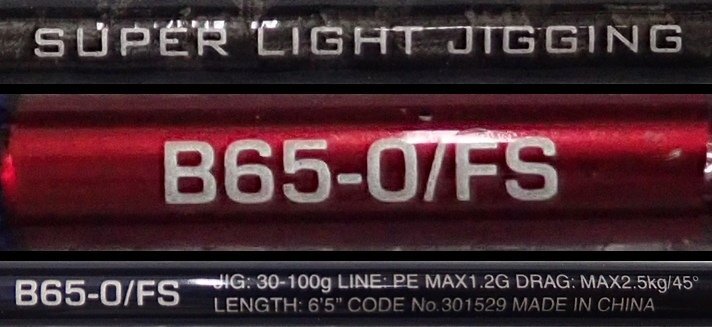 SUPER LIGHT JIGGING
B65-0/FS
B65-0/FS JIG: 30-100g LINE: PE MAX1.2G DRAG: MAX2.5kg/45°
LENGTH: 6'5" CODE No.301529 MADE IN CHINA